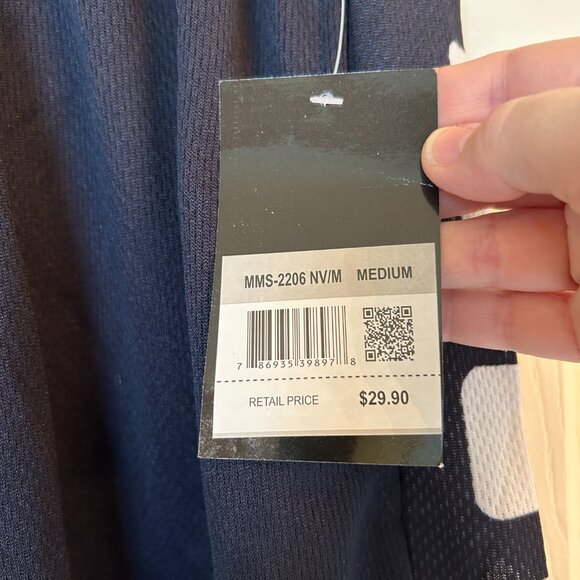 MMS-2206 NV/M MEDIUM
7 86935 39897 8
RETAIL PRICE $29.90